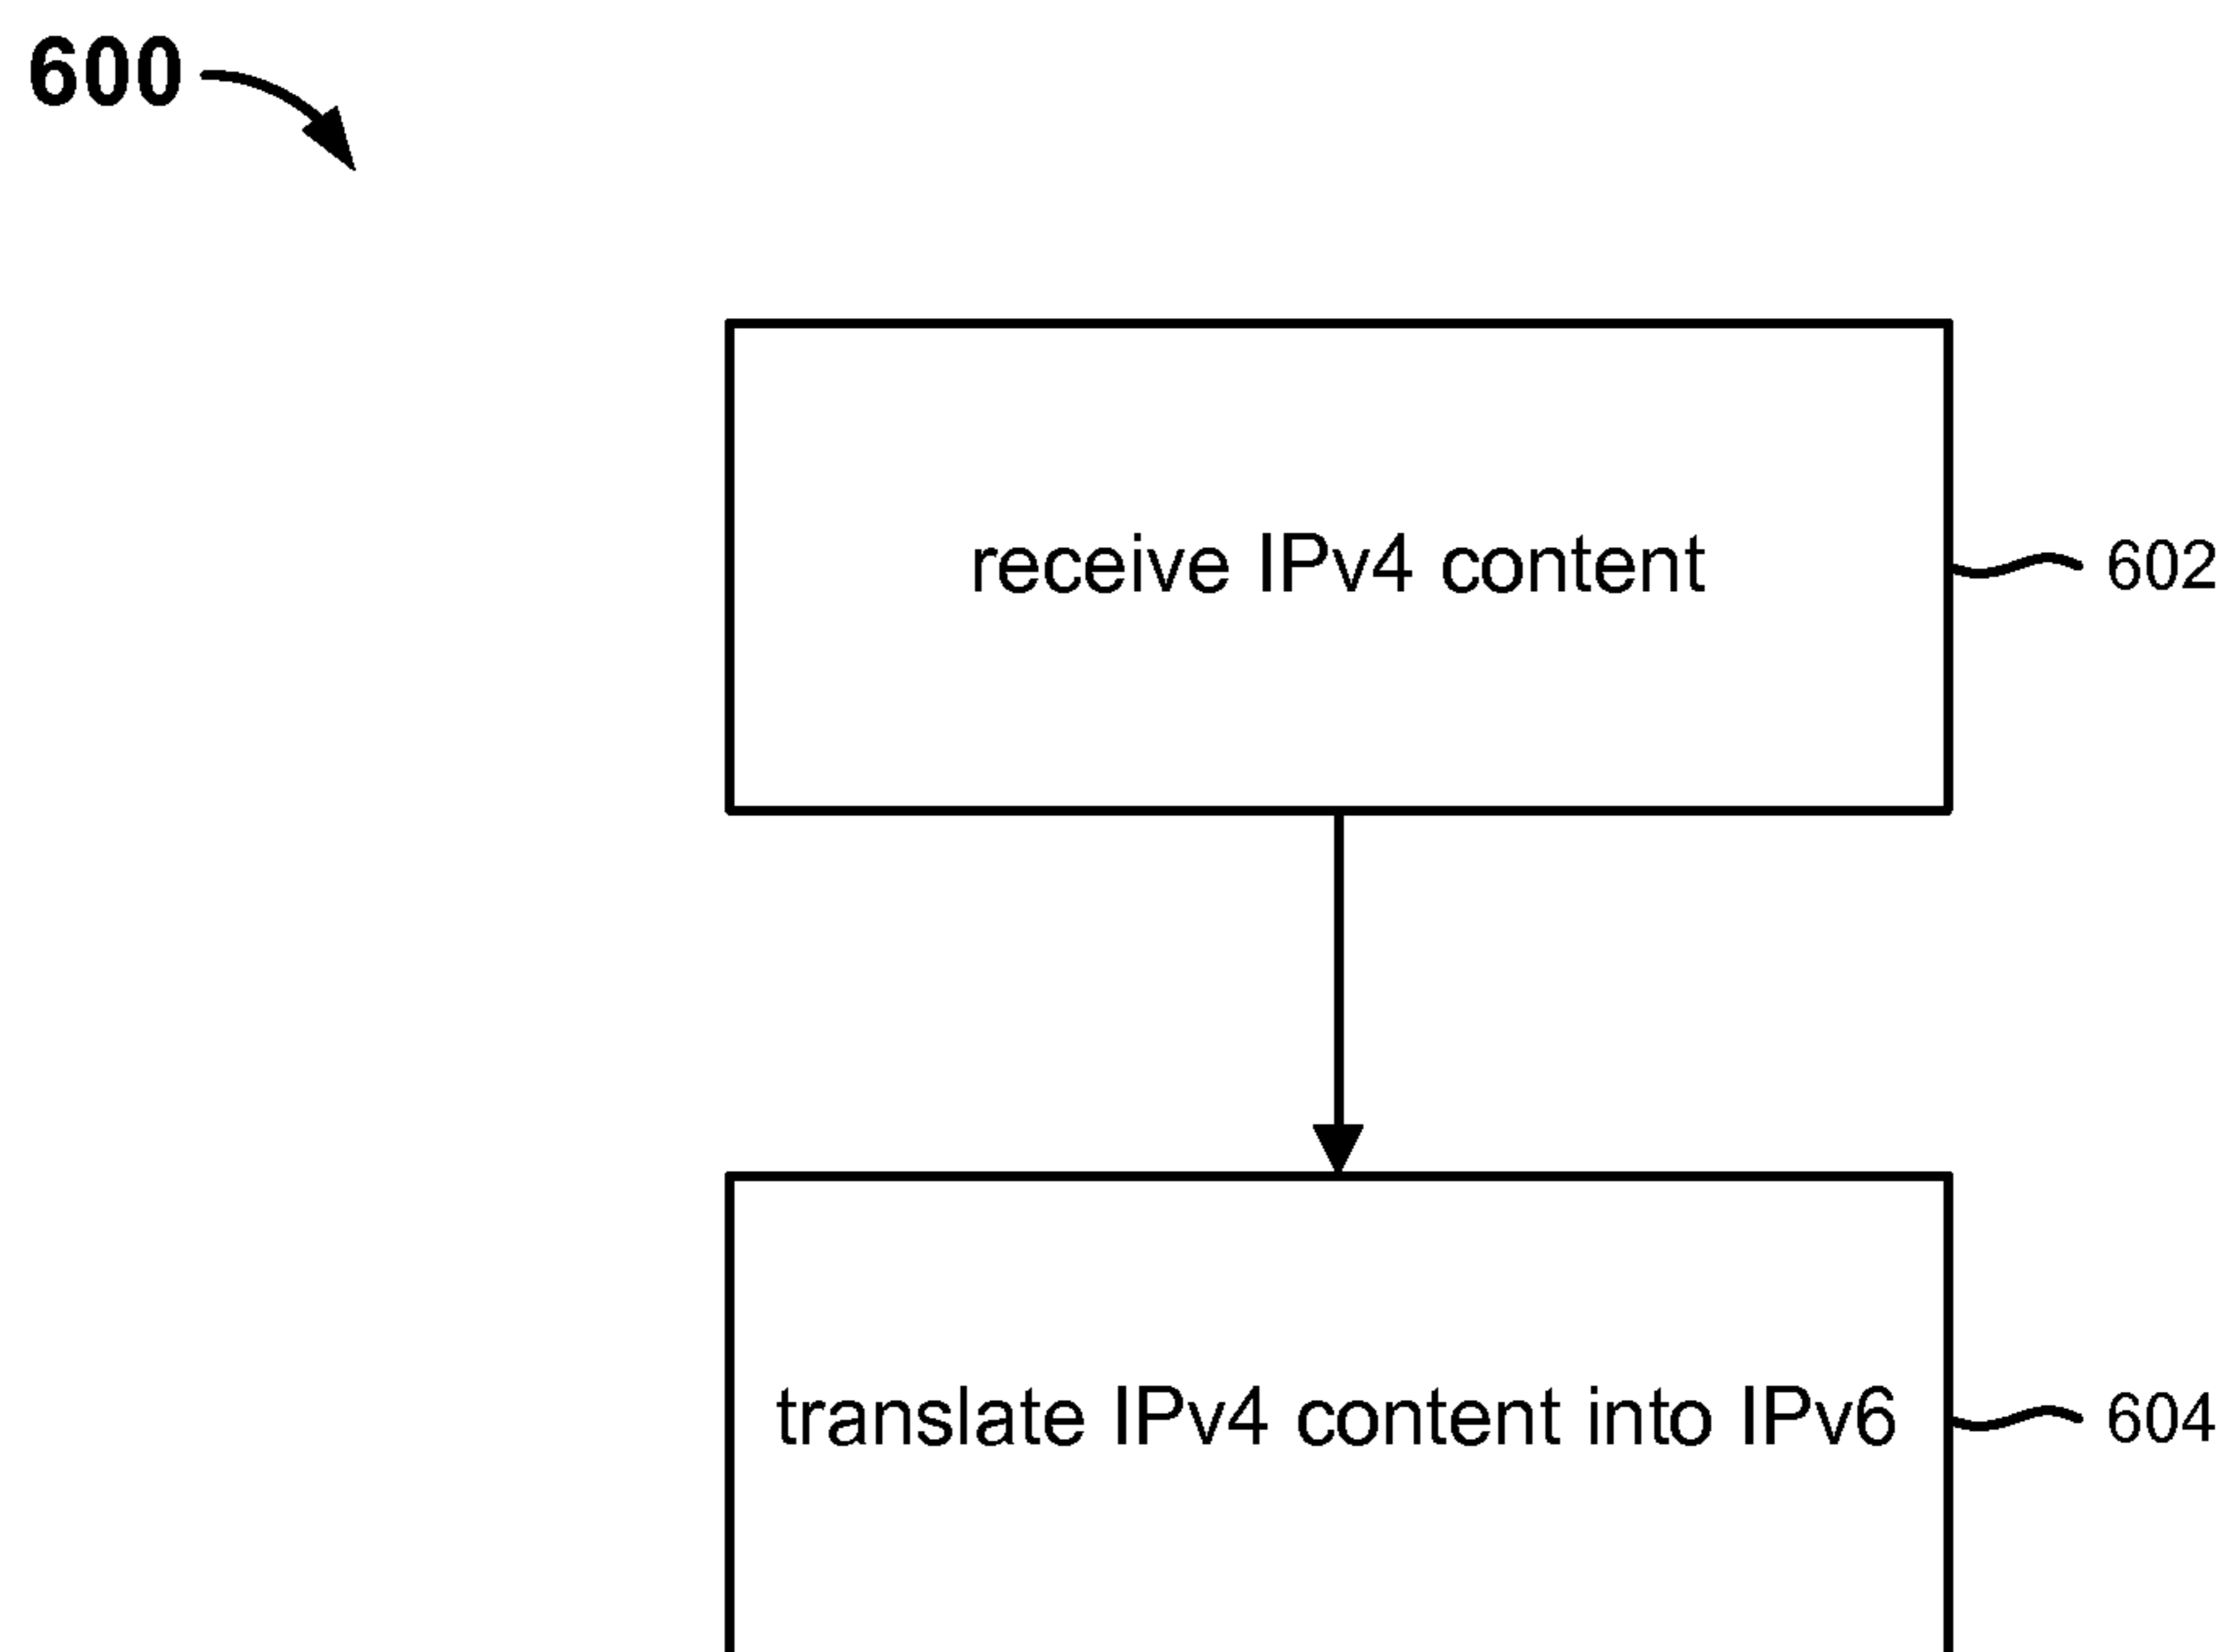 600
receive IPv4 content
602
translate IPv4 content into IPv6
604